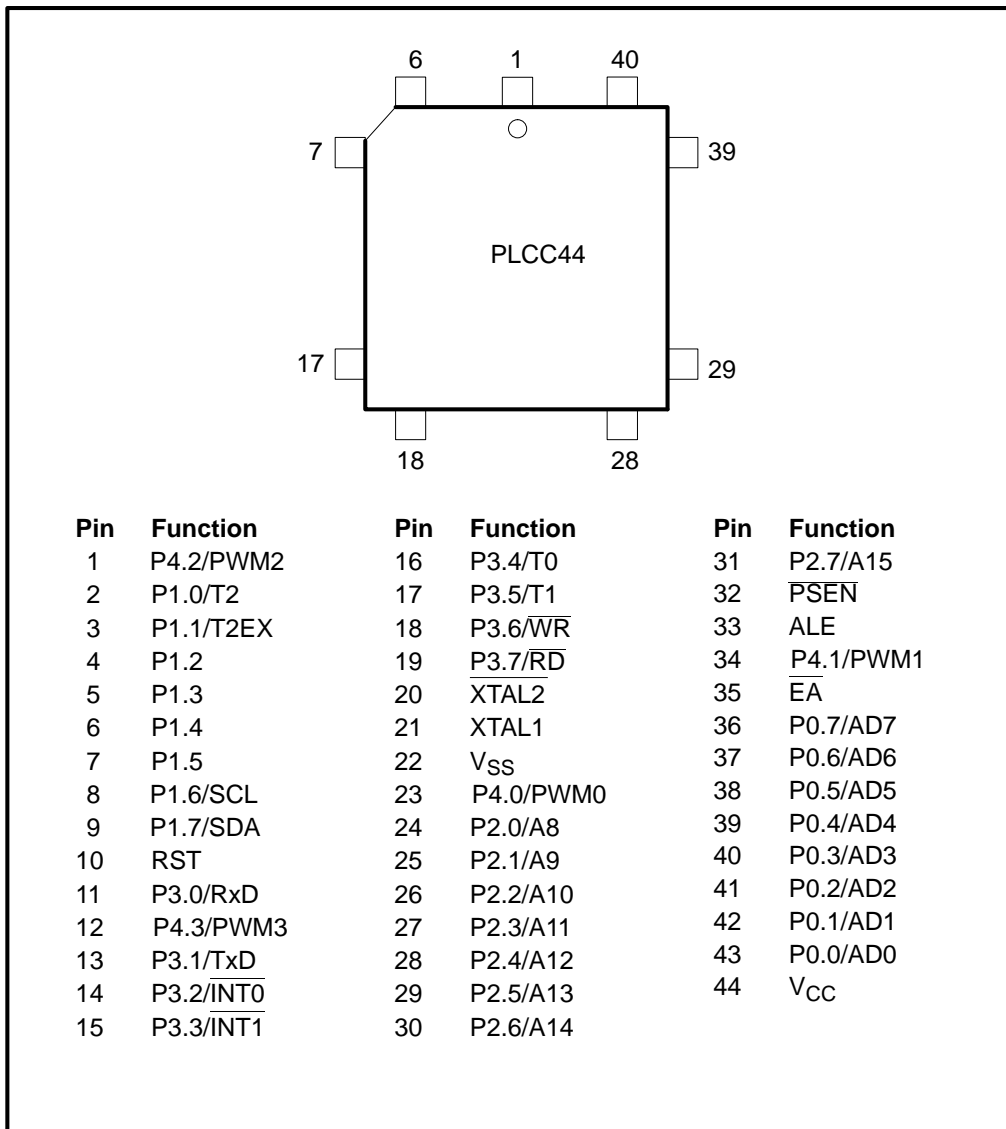 6 1 40
7 39
PLCC44
17 29
18 28
Pin Function Pin Function Pin Function
1 P4.2/PWM2 16 P3.4/T0 31 P2.7/A15
2 P1.0/T2 17 P3.5/T1 32 P̅S̅E̅N̅
3 P1.1/T2EX 18 P3.6/W̅R̅ 33 ALE
4 P1.2 19 P3.7/R̅D̅ 34 P4.1/PWM1
5 P1.3 20 X̅T̅A̅L̅2̅ 35 E̅A̅
6 P1.4 21 XTAL1 36 P0.7/AD7
7 P1.5 22 VSS 37 P0.6/AD6
8 P1.6/SCL 23 P4.0/PWM0 38 P0.5/AD5
9 P1.7/SDA 24 P2.0/A8 39 P0.4/AD4
10 RST 25 P2.1/A9 40 P0.3/AD3
11 P3.0/RxD 26 P2.2/A10 41 P0.2/AD2
12 P4.3/PWM3 27 P2.3/A11 42 P0.1/AD1
13 P3.1/TxD 28 P2.4/A12 43 P0.0/AD0
14 P3.2/I̅N̅T̅0̅ 29 P2.5/A13 44 VCC
15 P3.3/I̅N̅T̅1̅ 30 P2.6/A14